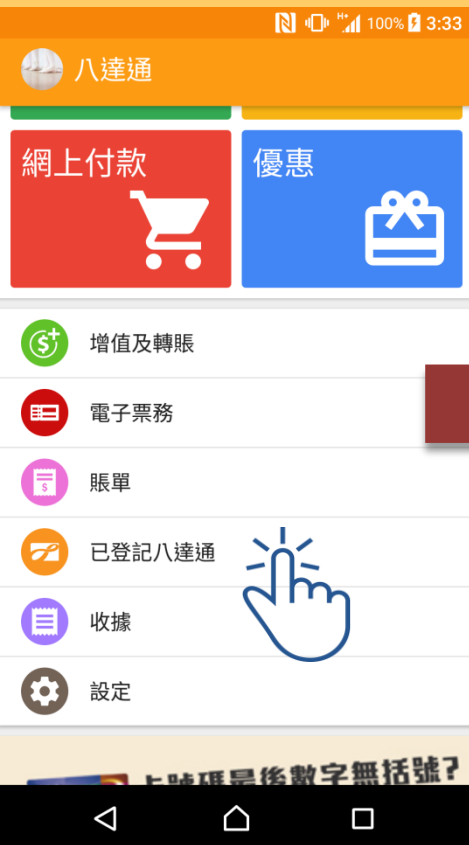 H+ 100% 3:33
八達通
網上付款
優惠
增值及轉賬
電子票務
賬單
已登記八達通
收據
設定
卡號碼最後數字無括號?